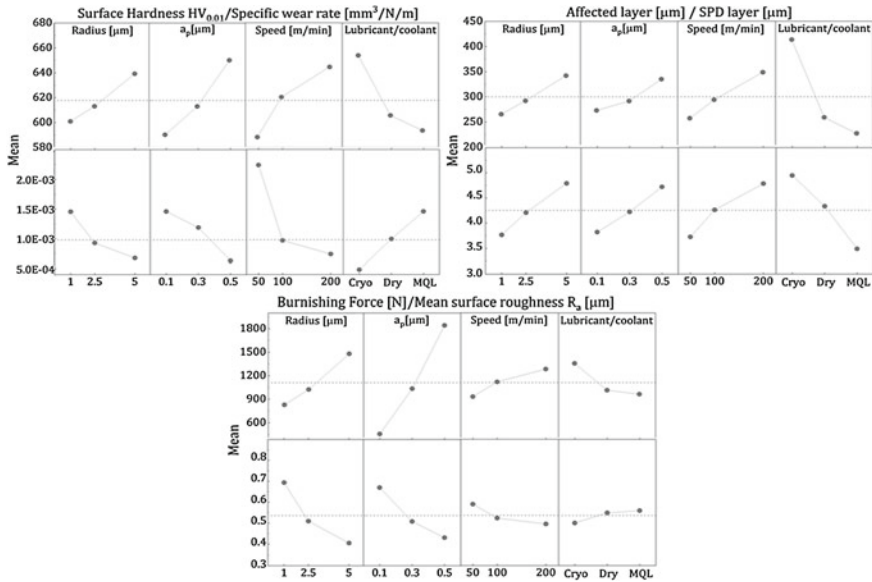 Surface Hardness HV0.01/Specific wear rate [mm3/N/m]
Radius [μm] ap[μm] Speed [m/min] Lubricant/coolant
680
660
640
620
600
580
Mean
2.0E-03
1.5E-03
1.0E-03
5.0E-04
1 2.5 5 0.1 0.3 0.5 50 100 200 Cryo Dry MQL
Affected layer [μm] / SPD layer [μm]
Radius [μm] ap[μm] Speed [m/min] Lubricant/coolant
450
400
350
300
250
200
Mean
5.0
4.5
4.0
3.5
3.0
1 2.5 5 0.1 0.3 0.5 50 100 200 Cryo Dry MQL
Burnishing Force [N]/Mean surface roughness Ra [μm]
Radius [μm] ap[μm] Speed [m/min] Lubricant/coolant
1800
1500
1200
900
600
Mean
0.8
0.7
0.6
0.5
0.4
0.3
1 2.5 5 0.1 0.3 0.5 50 100 200 Cryo Dry MQL